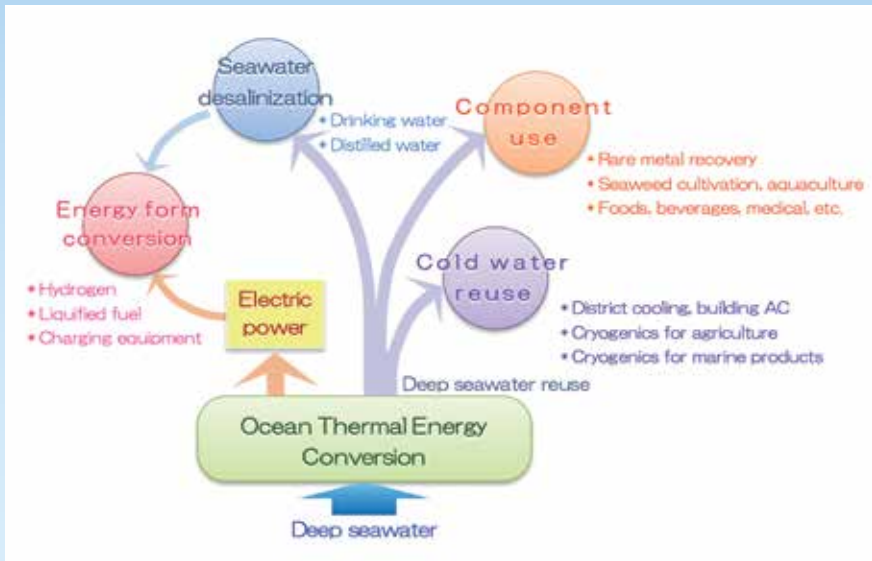 Seawater
desalinization
• Drinking water
• Distilled water
Component
use
• Rare metal recovery
• Seaweed cultivation, aquaculture
• Foods, beverages, medical, etc.
Energy form
conversion
• Hydrogen
• Liquified fuel
• Charging equipment
Electric
power
Cold water
reuse
• District cooling, building AC
• Cryogenics for agriculture
• Cryogenics for marine products
Deep seawater reuse
Ocean Thermal Energy
Conversion
Deep seawater